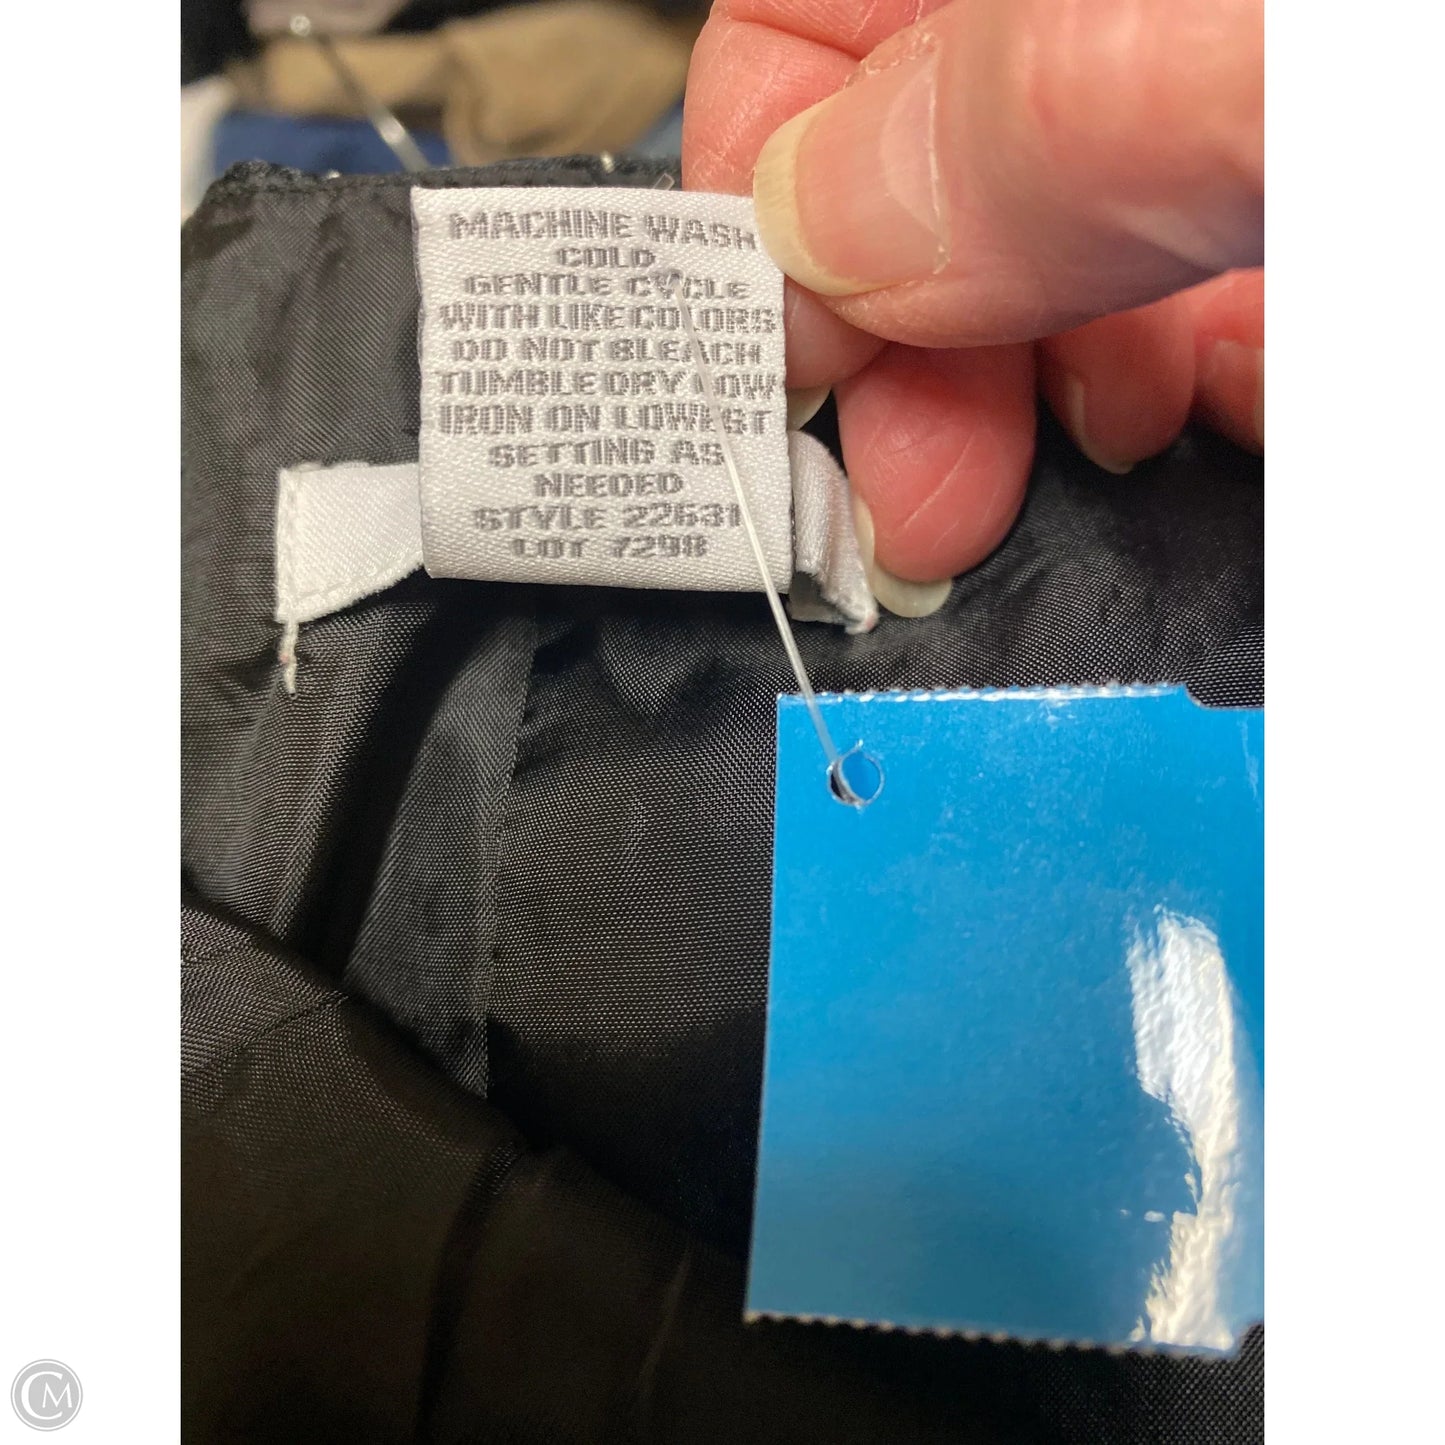 MACHINE WASH
COLD
GENTLE CYCLE
WITH LIKE COLORS
DO NOT BLEACH
TUMBLE DRY LOW
IRON ON LOWEST
SETTING AS
NEEDED
STYLE 22631
LOT 7298
CM